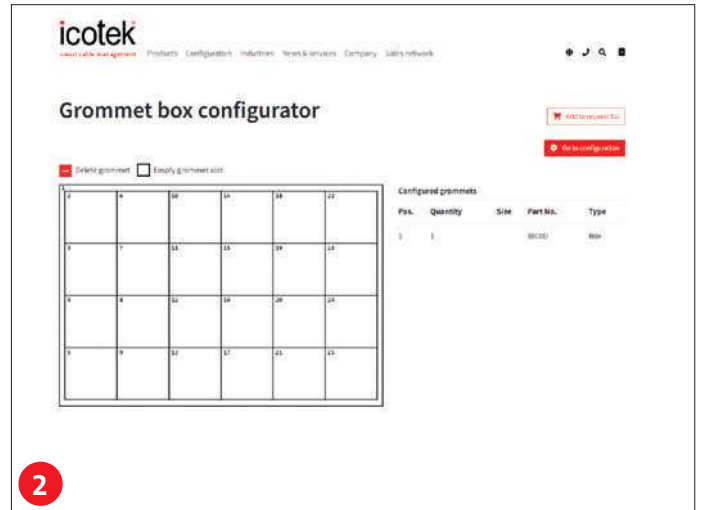 icotek
smart cable management
Products Configuration Industries News & services Company Sales network
Grommet box configurator
Add to request list
Go to configuration
Delete grommet Empty grommet slot
Configured grommets
Pos. Quantity Size Part No. Type
1 1 Box
1
2 6 10 14 18 22
3 7 11 15 19 23
4 8 12 16 20 24
5 9 13 17 21 25
2